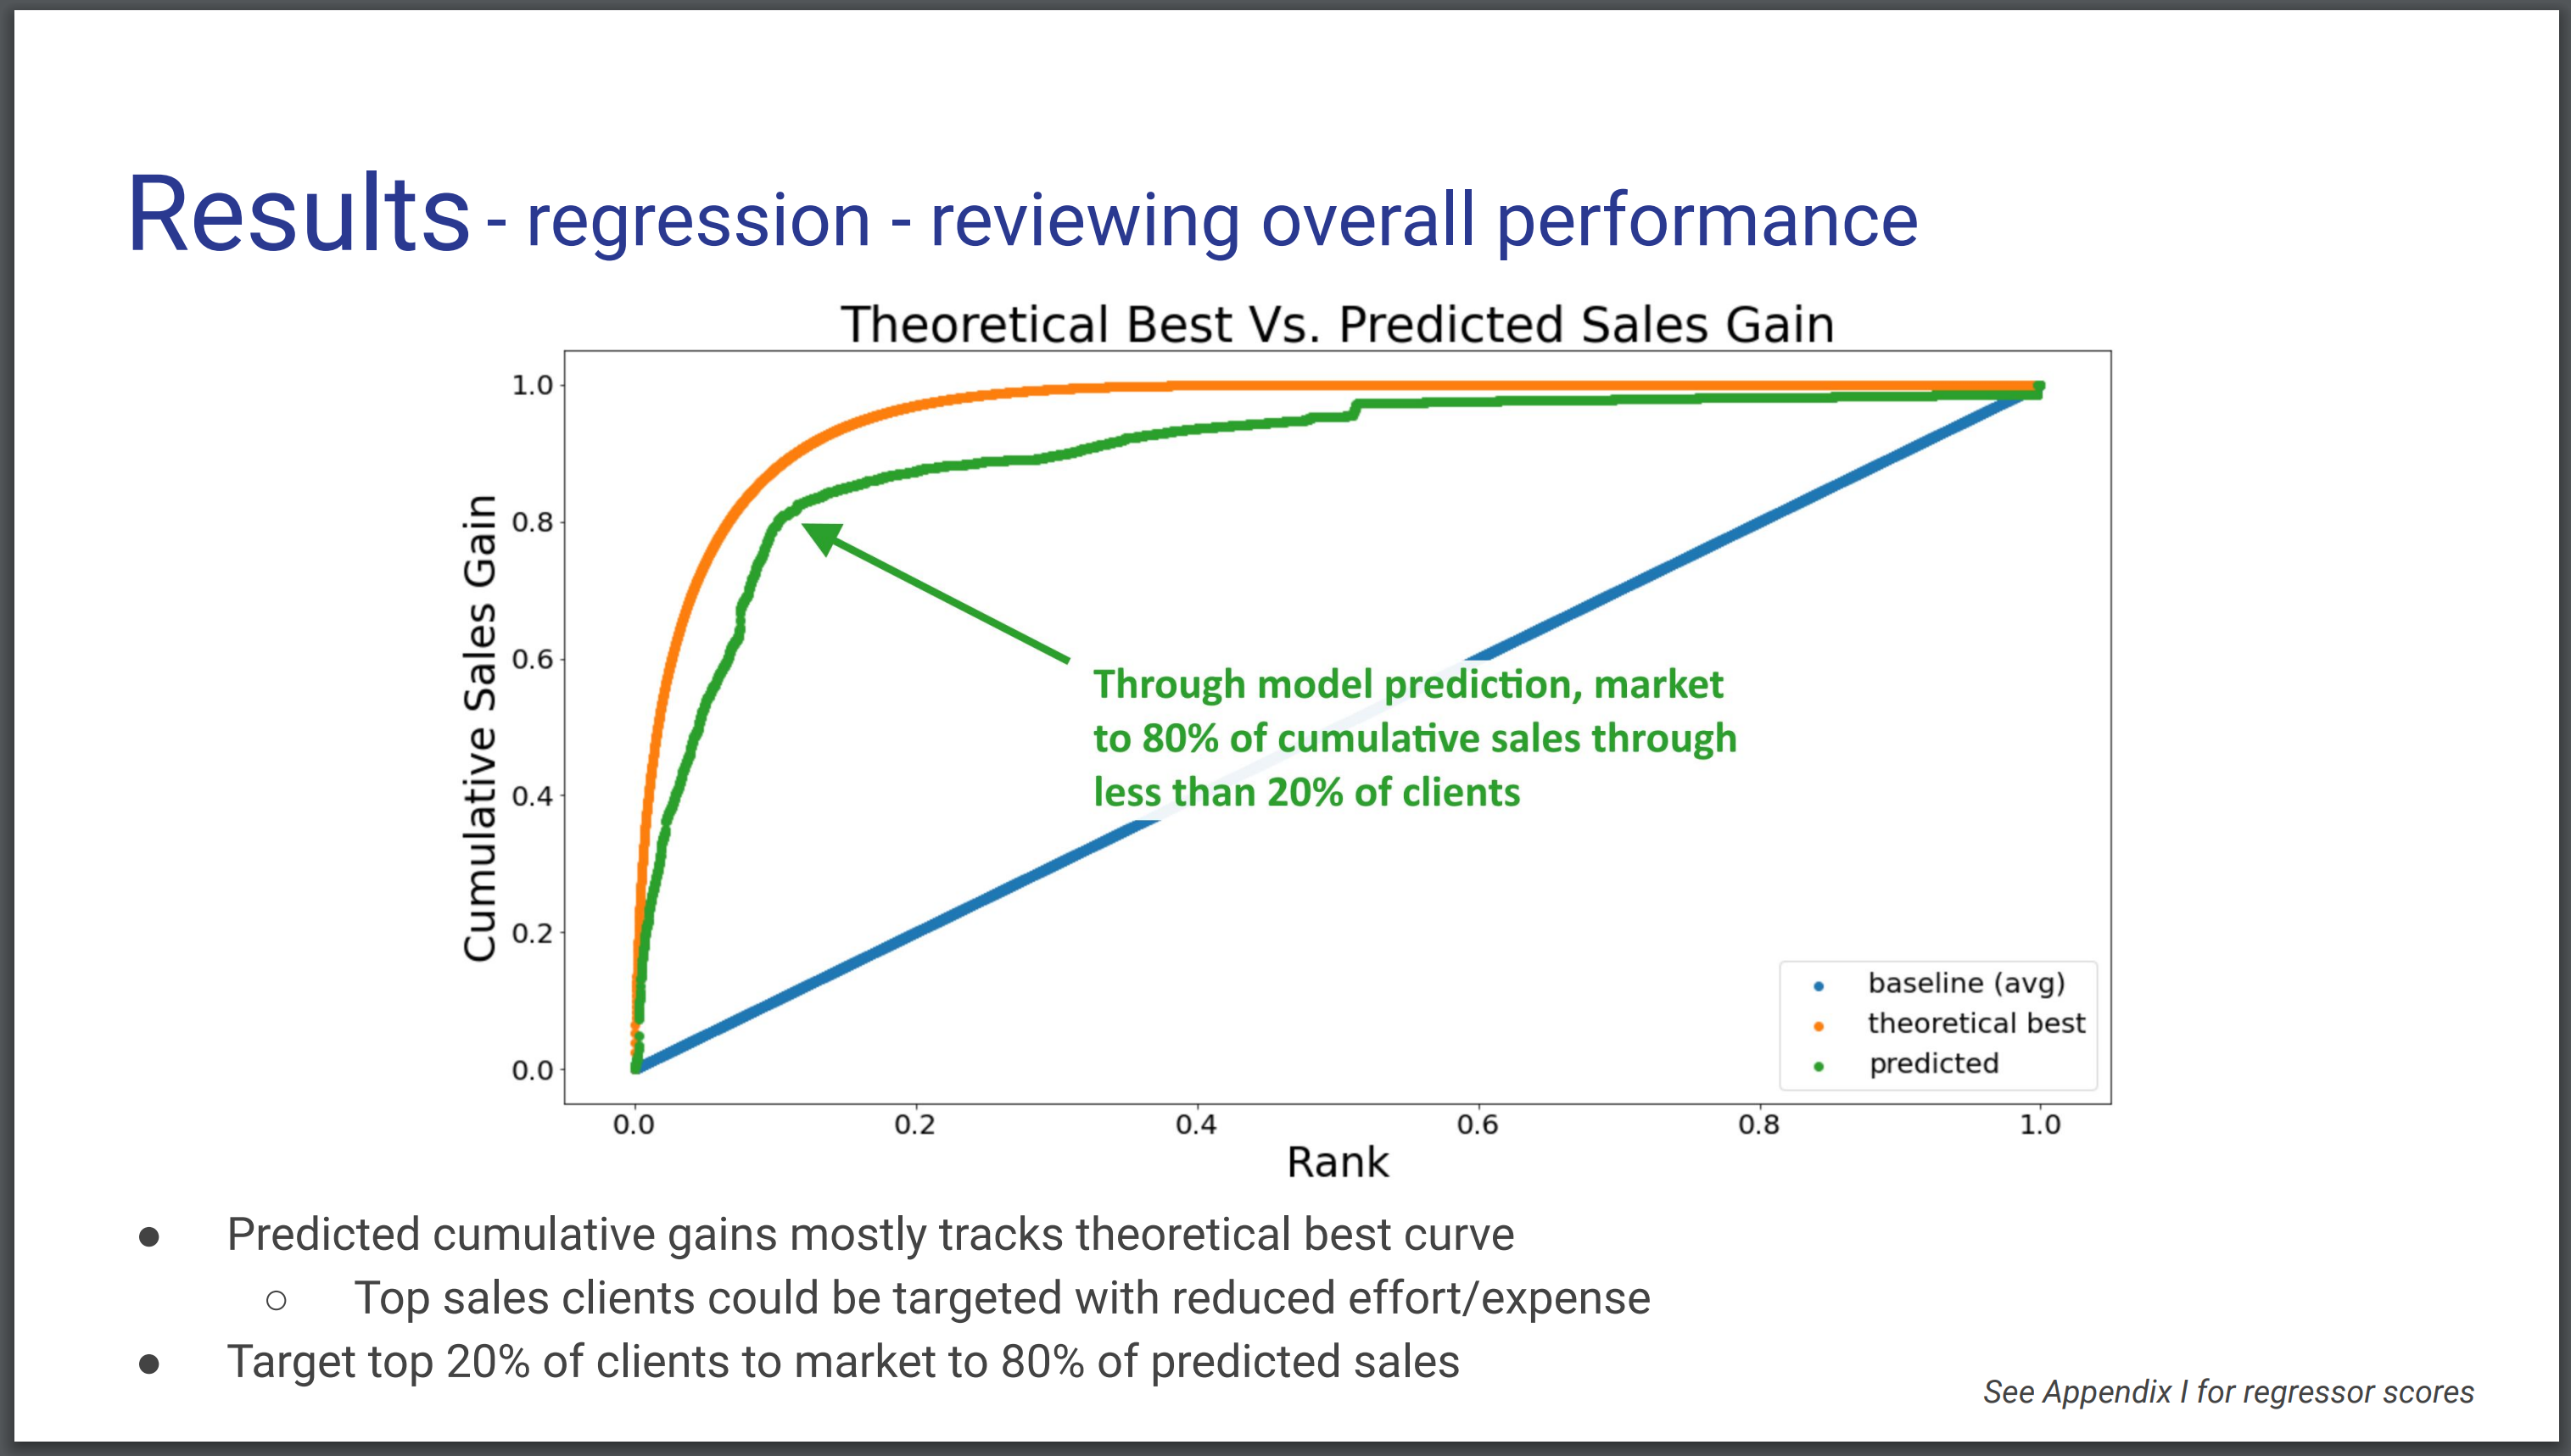 Results - regression - reviewing overall performance
Theoretical Best Vs. Predicted Sales Gain
Cumulative Sales Gain
1.0
0.8
0.6
0.4
0.2
0.0
Through model prediction, market
to 80% of cumulative sales through
less than 20% of clients
baseline (avg)
theoretical best
predicted
0.0 0.2 0.4 0.6 0.8 1.0
Rank
● Predicted cumulative gains mostly tracks theoretical best curve
○ Top sales clients could be targeted with reduced effort/expense
● Target top 20% of clients to market to 80% of predicted sales
See Appendix I for regressor scores